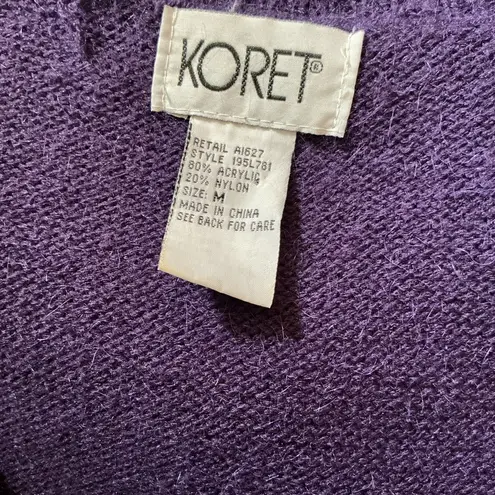 KORET®
RETAIL A1627
STYLE 195L781
80% ACRYLIC
20% NYLON
SIZE: M
MADE IN CHINA
SEE BACK FOR CARE